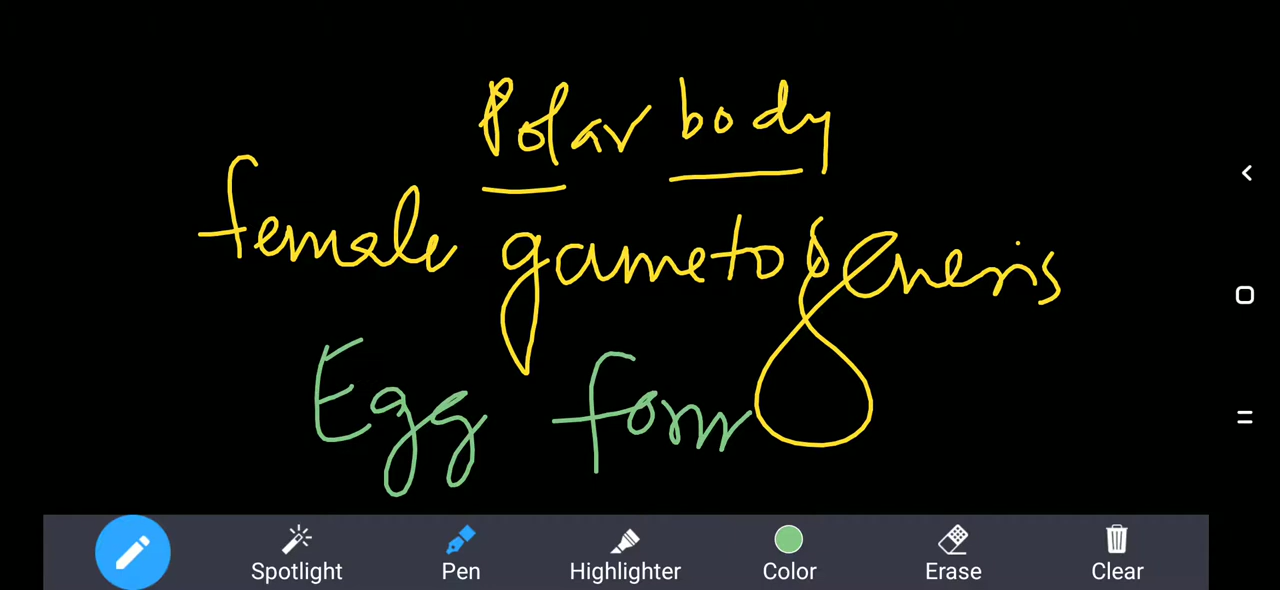 Polar body
female gametogenesis
Egg form
Spotlight Pen Highlighter Color Erase Clear